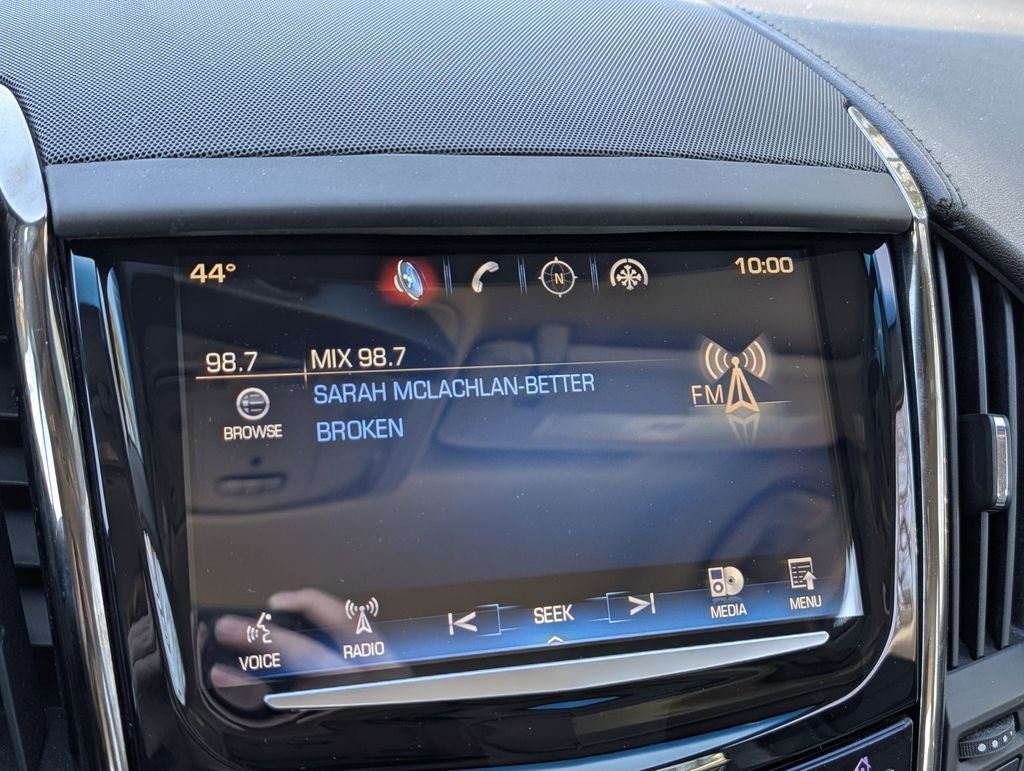 44° 10:00
N
98.7 MIX 98.7
SARAH MCLACHLAN-BETTER
BROKEN
BROWSE
FM
VOICE RADIO SEEK MEDIA MENU